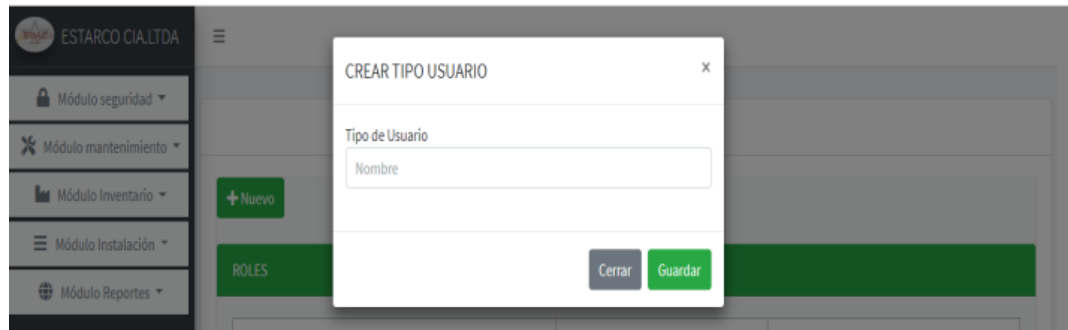 ESTARCO CIA.LTDA
☰
CREAR TIPO USUARIO
×
Módulo seguridad
Tipo de Usuario
Módulo mantenimiento
Nombre
Módulo Inventario
+ Nuevo
Módulo Instalación
ROLES
Cerrar
Guardar
Módulo Reportes